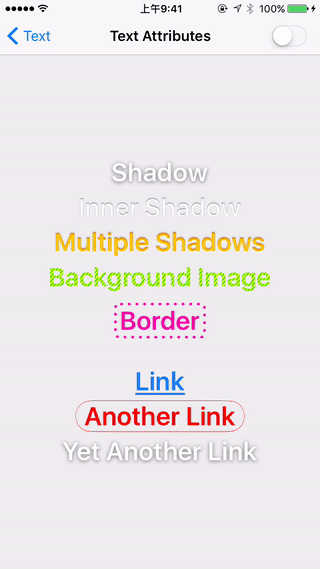 上午9:41
100%
Text
Text Attributes
Shadow
Inner Shadow
Multiple Shadows
Background Image
Border
Link
Another Link
Yet Another Link